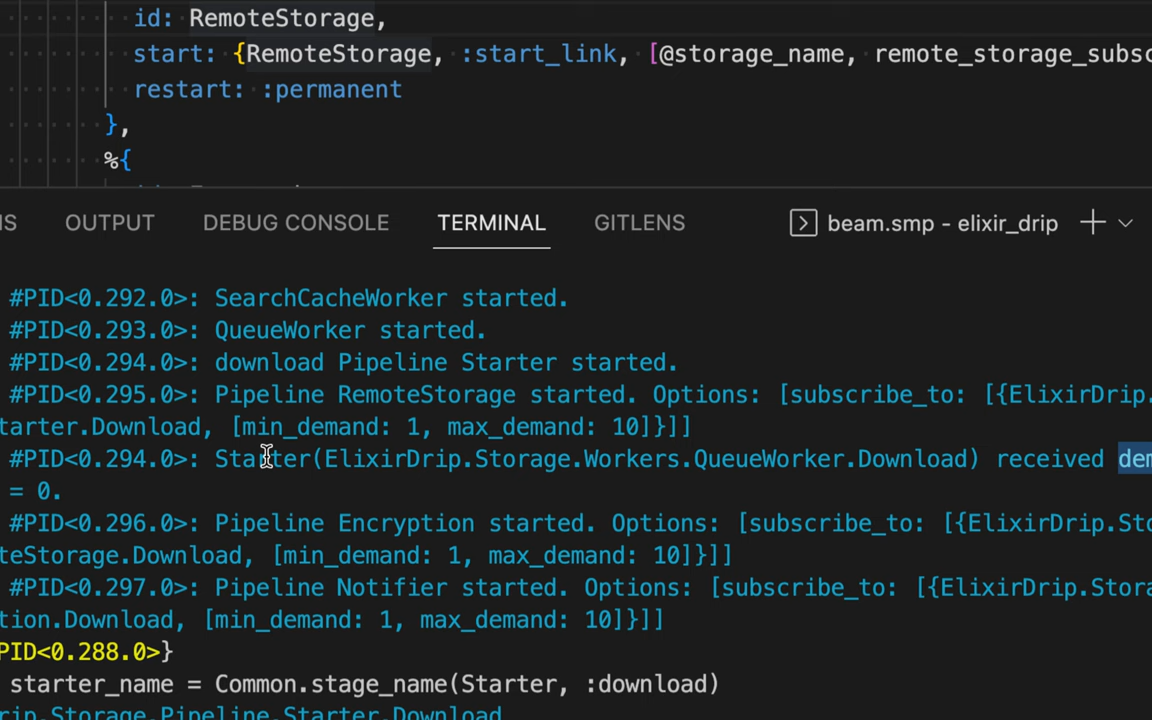 id: RemoteStorage,
start: {RemoteStorage, :start_link, [@storage_name, remote_storage_subsc
restart: :permanent
},
%{
S OUTPUT DEBUG CONSOLE TERMINAL GITLENS beam.smp - elixir_drip
#PID<0.292.0>: SearchCacheWorker started.
#PID<0.293.0>: QueueWorker started.
#PID<0.294.0>: download Pipeline Starter started.
#PID<0.295.0>: Pipeline RemoteStorage started. Options: [subscribe_to: [{ElixirDrip.
tarter.Download, [min_demand: 1, max_demand: 10]}]]
#PID<0.294.0>: Starter(ElixirDrip.Storage.Workers.QueueWorker.Download) received dem
= 0.
#PID<0.296.0>: Pipeline Encryption started. Options: [subscribe_to: [{ElixirDrip.Sto
teStorage.Download, [min_demand: 1, max_demand: 10]}]]
#PID<0.297.0>: Pipeline Notifier started. Options: [subscribe_to: [{ElixirDrip.Stora
tion.Download, [min_demand: 1, max_demand: 10]}]]
PID<0.288.0>}
starter_name = Common.stage_name(Starter, :download)
rip.Storage.Pipeline.Starter.Download